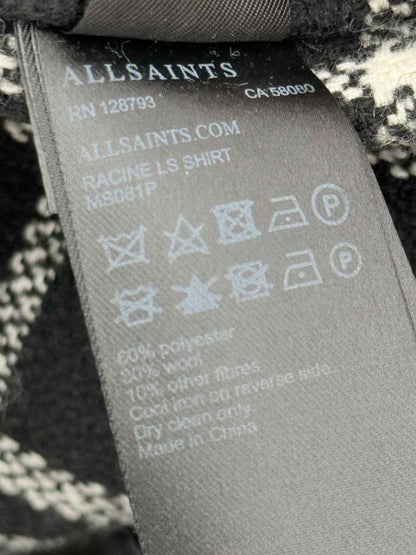 ALLSAINTS
RN 128793 CA 58060
ALLSAINTS.COM
RACINE LS SHIRT
MS081P
P
P
60% polyester
30% wool
10% other fibres
Cool iron on reverse side.
Dry clean only.
Made in China